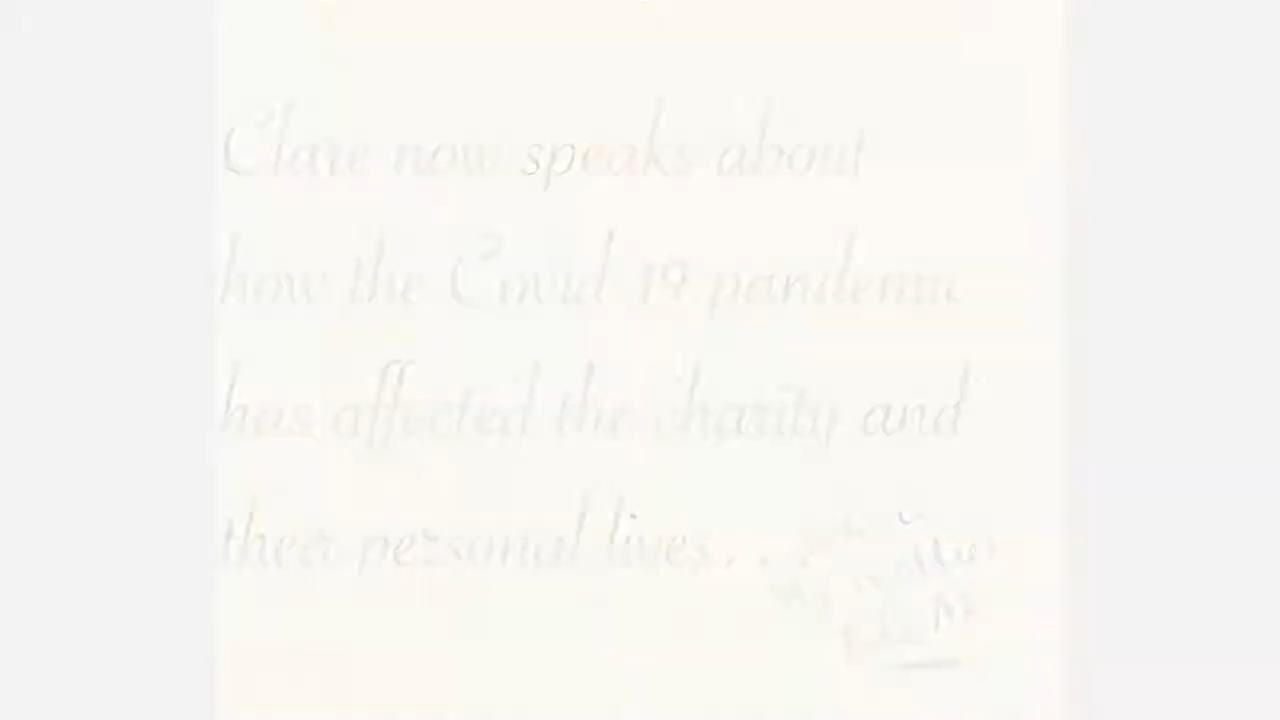 Clare now speaks about
how the Covid 19 pandemic
has affected the charity and
their personal lives . . .